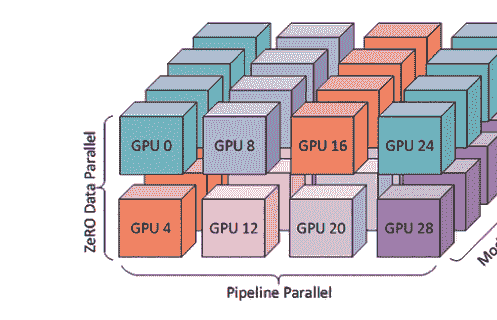 GPU 0
GPU 8
GPU 16
GPU 24
ZeRO Data Parallel
GPU 4
GPU 12
GPU 20
GPU 28
Pipeline Parallel